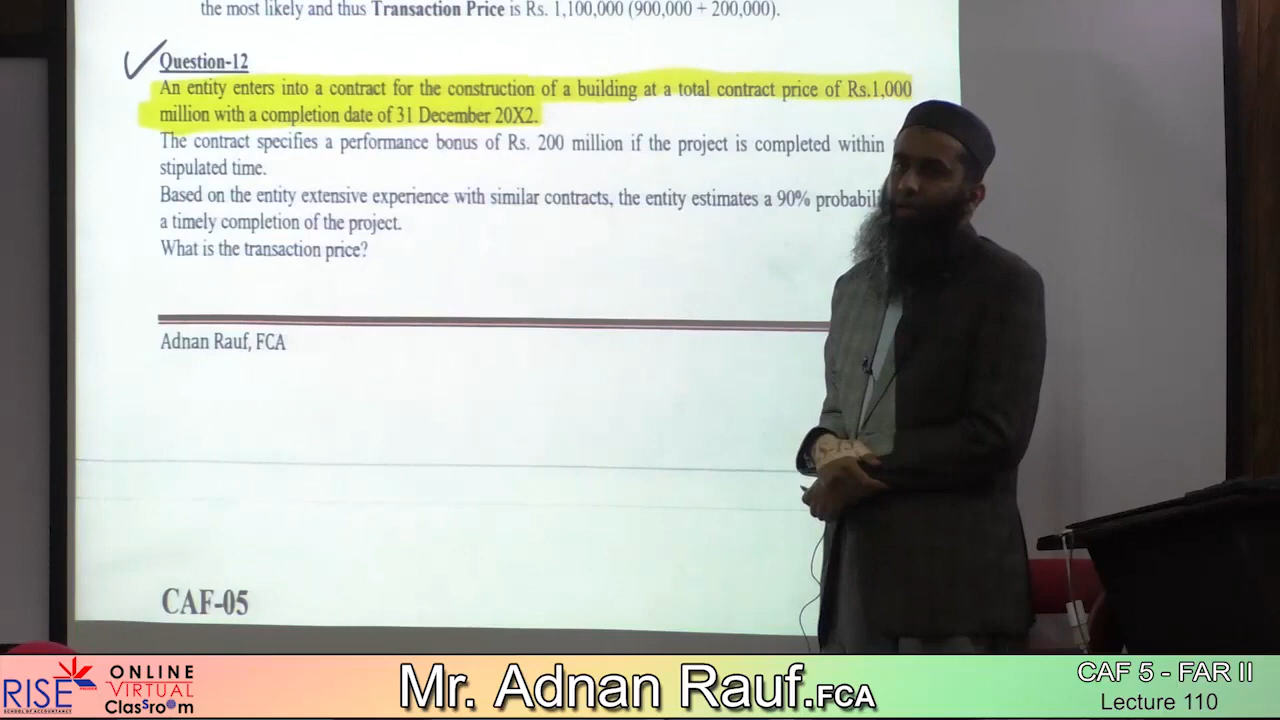 the most likely and thus Transaction Price is Rs. 1,100,000 (900,000 + 200,000).
Question-12
An entity enters into a contract for the construction of a building at a total contract price of Rs.1,000
million with a completion date of 31 December 20X2.
The contract specifies a performance bonus of Rs. 200 million if the project is completed within
stipulated time.
Based on the entity extensive experience with similar contracts, the entity estimates a 90%
a timely completion of the project.
What is the transaction price?
Adnan Rauf, FCA
CAF-05
RISE
SCHOOL OF ACCOUNTANCY
ONLINE
VIRTUAL
Classroom
Mr. Adnan Rauf.FCA
CAF 5 - FAR II
Lecture 110